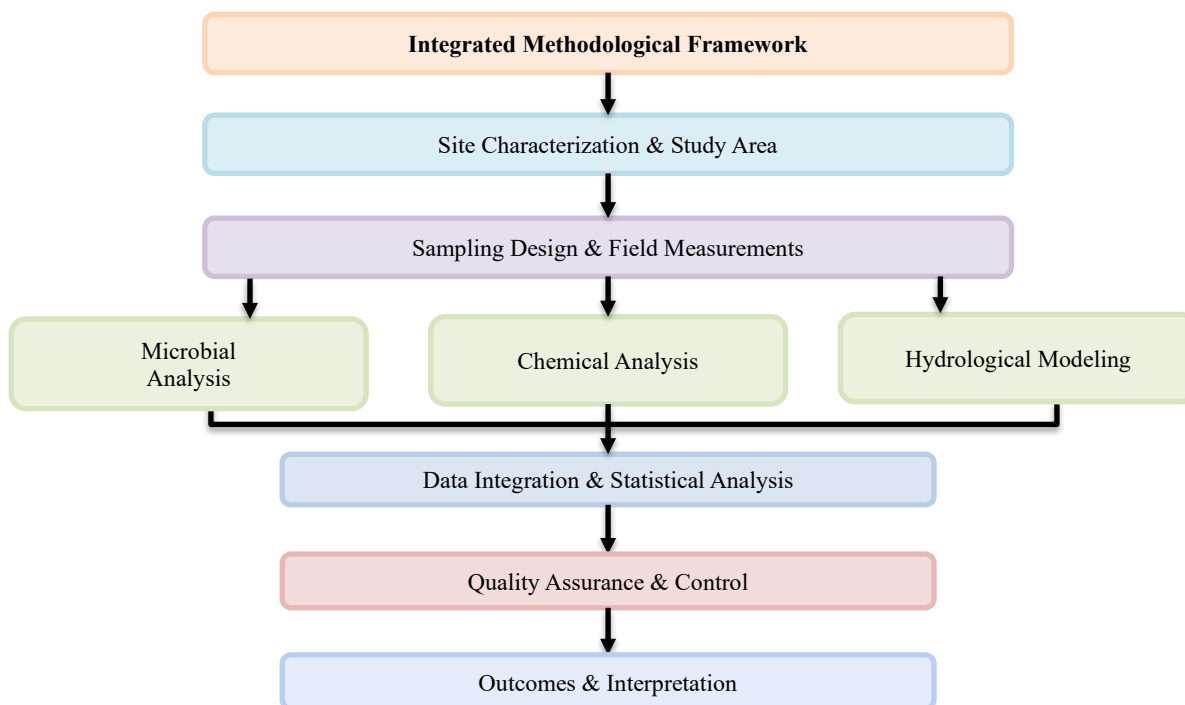 Integrated Methodological Framework
Site Characterization & Study Area
Sampling Design & Field Measurements
Microbial
Analysis
Chemical Analysis
Hydrological Modeling
Data Integration & Statistical Analysis
Quality Assurance & Control
Outcomes & Interpretation